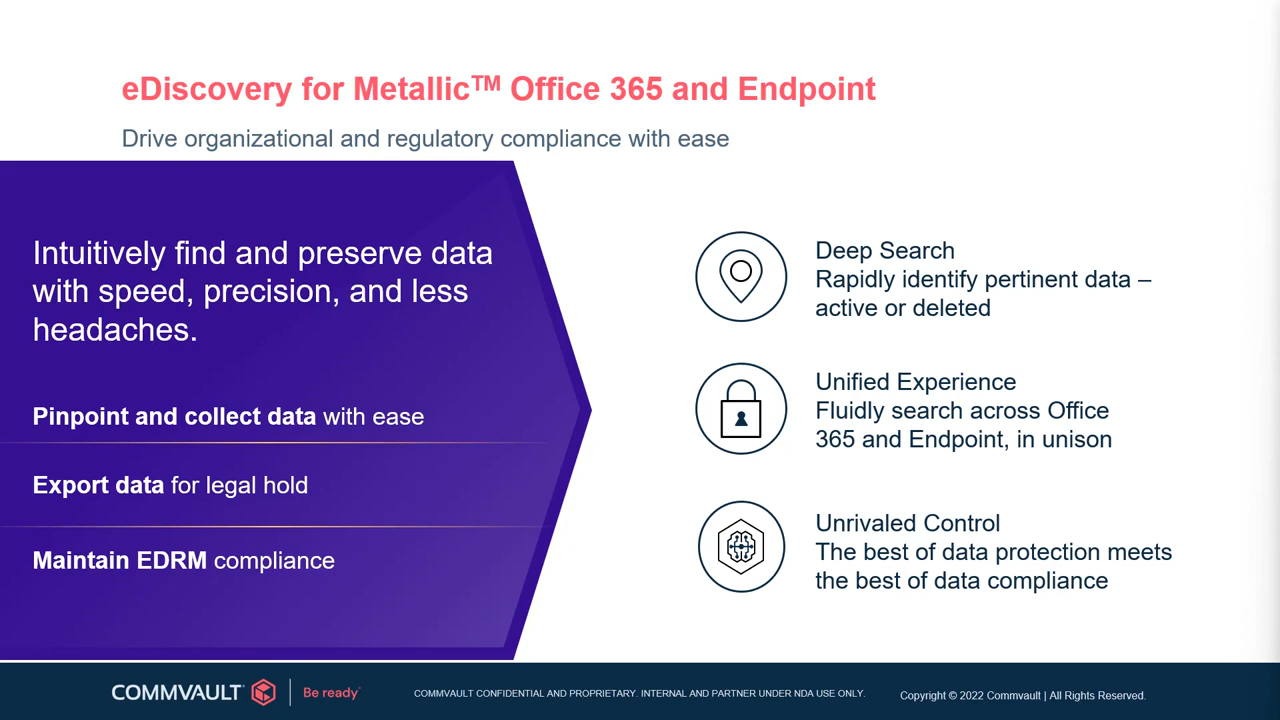 eDiscovery for Metallic™ Office 365 and Endpoint
Drive organizational and regulatory compliance with ease
Intuitively find and preserve data
with speed, precision, and less
headaches.
Pinpoint and collect data with ease
Export data for legal hold
Maintain EDRM compliance
Deep Search
Rapidly identify pertinent data –
active or deleted
Unified Experience
Fluidly search across Office
365 and Endpoint, in unison
Unrivaled Control
The best of data protection meets
the best of data compliance
COMMVAULT Be ready COMMVAULT CONFIDENTIAL AND PROPRIETARY. INTERNAL AND PARTNER UNDER NDA USE ONLY. Copyright © 2022 Commvault | All Rights Reserved.